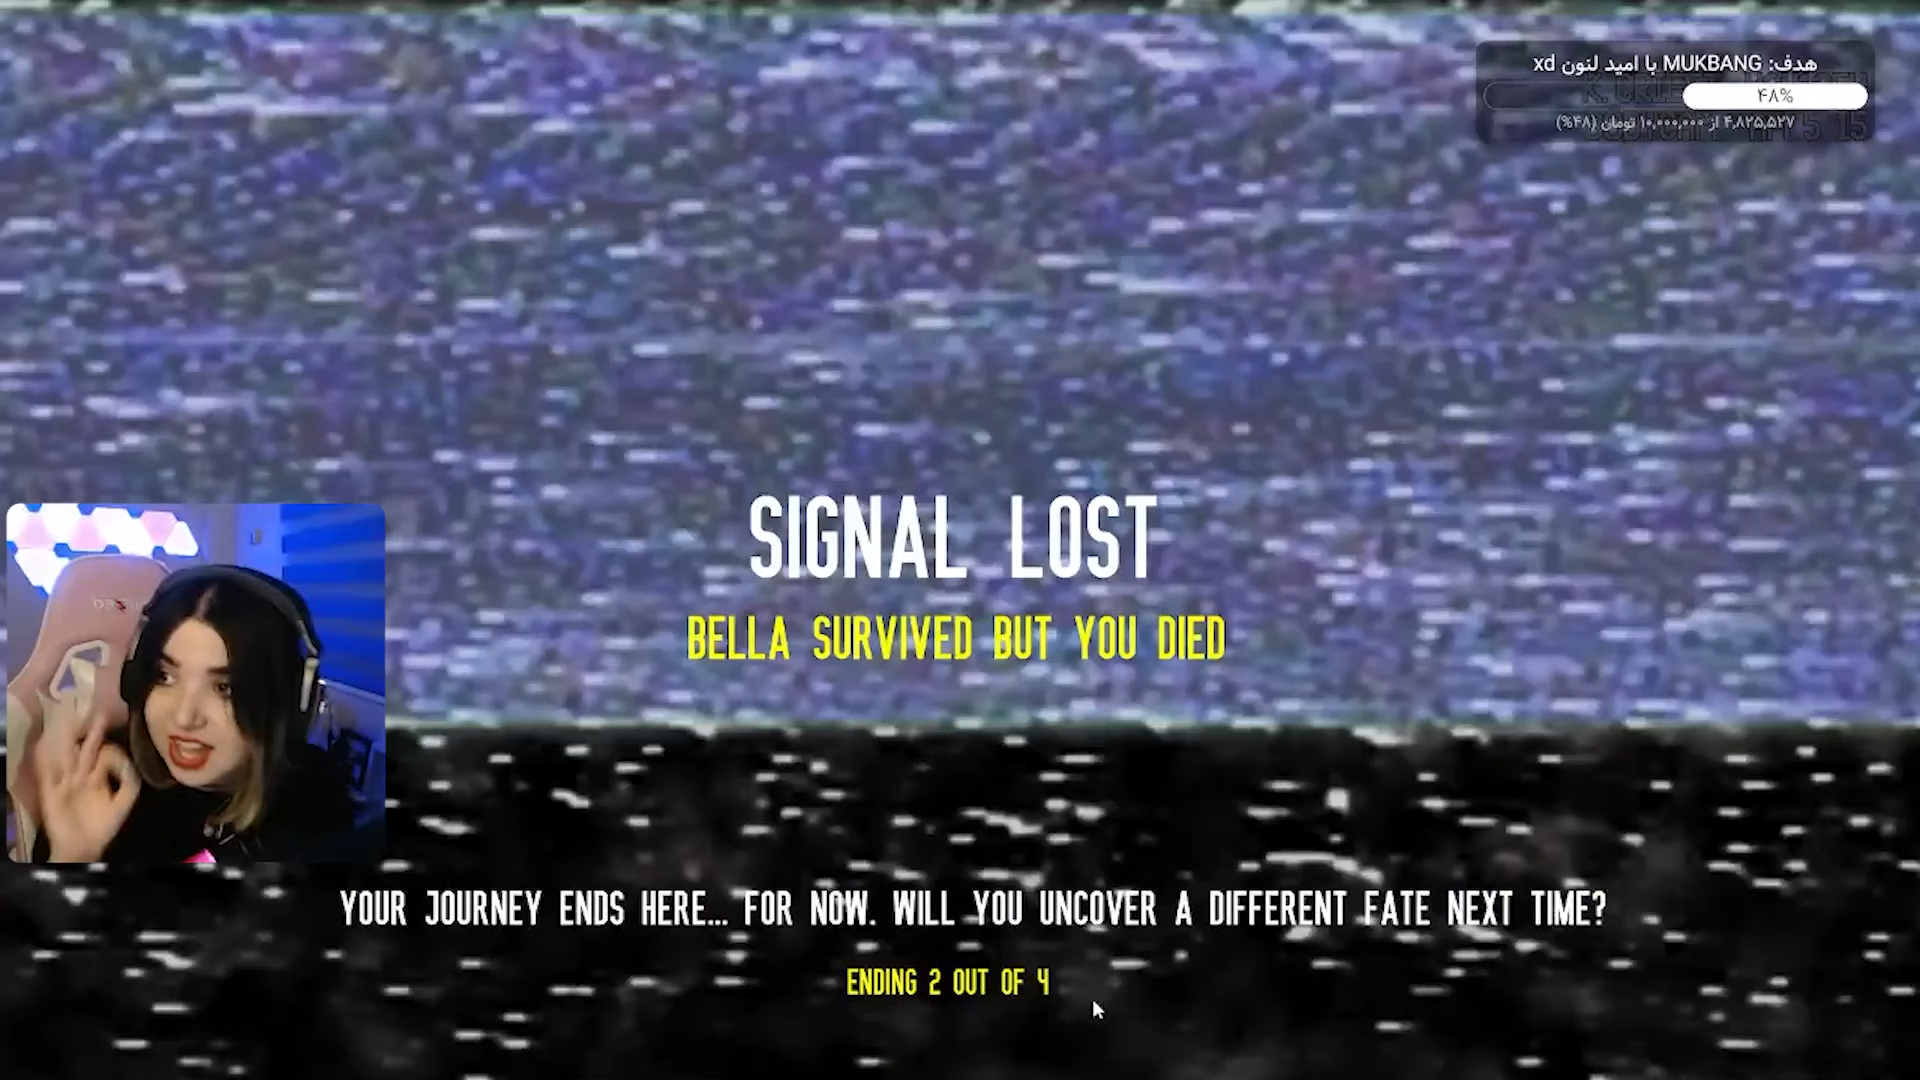 هدف: MUKBANG با امید لنون xd
۴۸%
۴,۸۲۵,۵۲۷ از ۱۰,۰۰۰,۰۰۰ تومان (۴۸%)
SIGNAL LOST
BELLA SURVIVED BUT YOU DIED
YOUR JOURNEY ENDS HERE... FOR NOW. WILL YOU UNCOVER A DIFFERENT FATE NEXT TIME?
ENDING 2 OUT OF 4